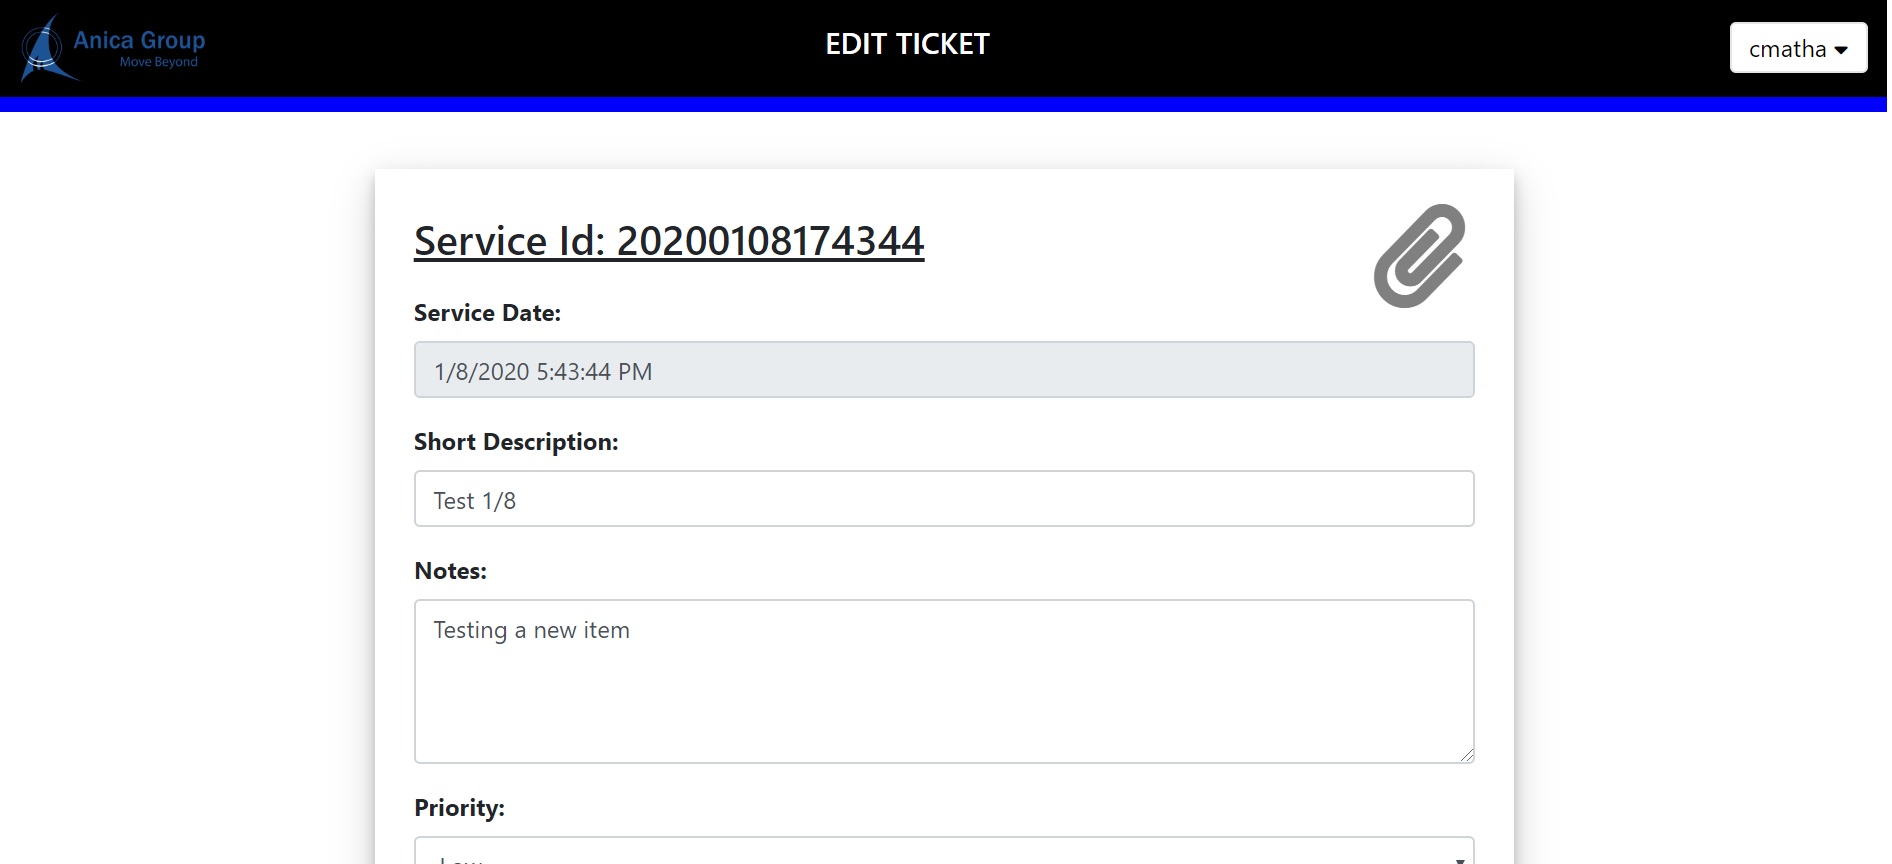 Anica Group
Move Beyond
EDIT TICKET
cmatha
Service Id: 20200108174344
Service Date:
1/8/2020 5:43:44 PM
Short Description:
Test 1/8
Notes:
Testing a new item
Priority:
Low